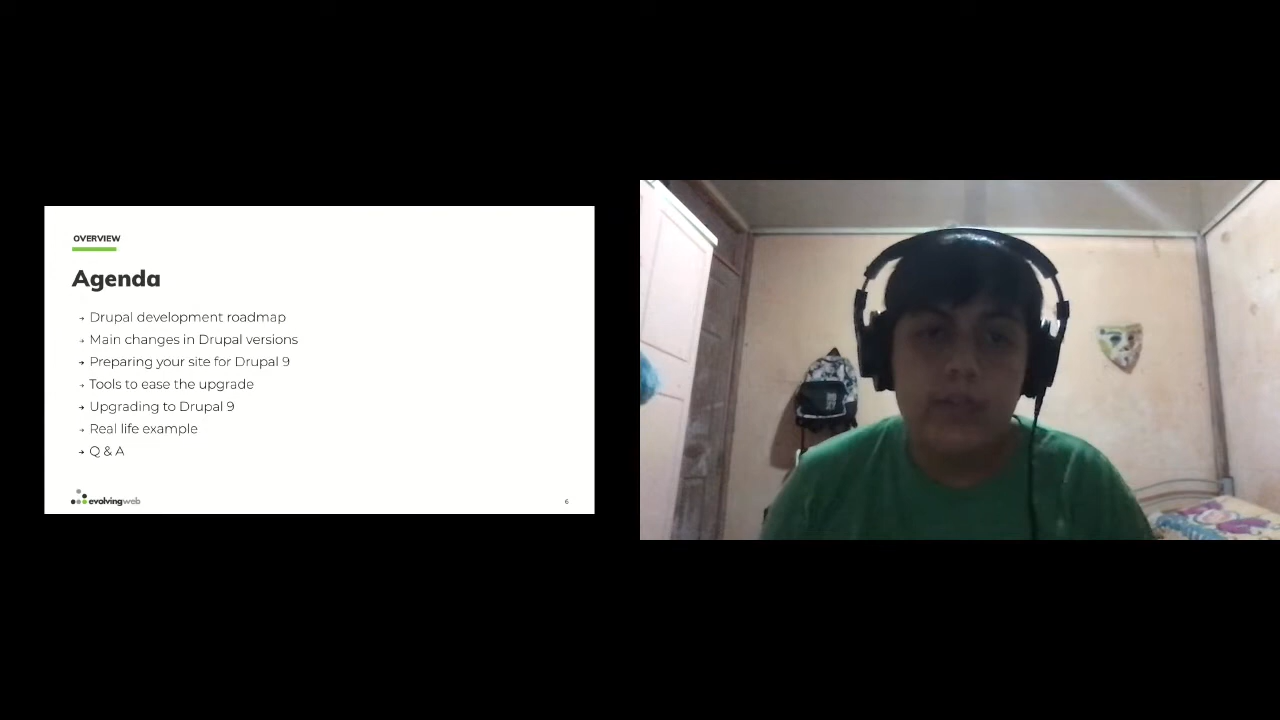 OVERVIEW
Agenda
→ Drupal development roadmap
→ Main changes in Drupal versions
→ Preparing your site for Drupal 9
→ Tools to ease the upgrade
→ Upgrading to Drupal 9
→ Real life example
→ Q & A
evolvingweb
6